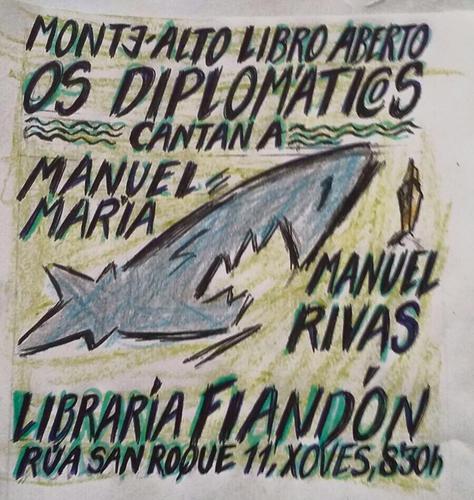 MONTE-ALTO LIBRO ABERTO
OS DIPLOMÁTIC@S
CANTAN A
MANUEL
MARÍA
MANUEL
RIVAS
LIBRARÍA FIANDÓN
RÚA SAN ROQUE 11, XOVES, 8'30h